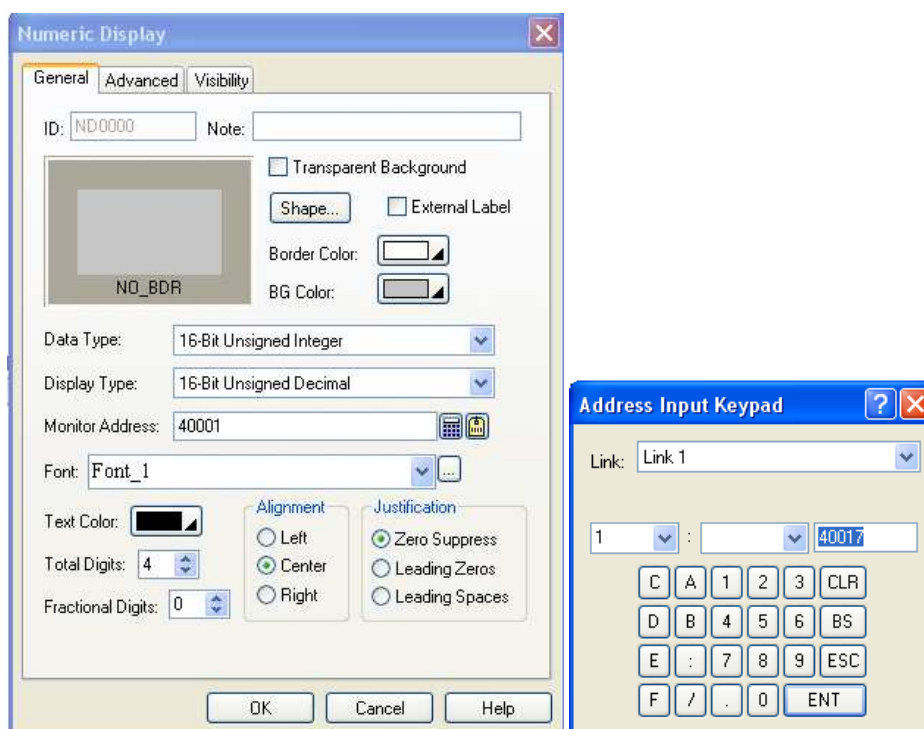 Numeric Display
General Advanced Visibility
ID: ND0000 Note:
Transparent Background
Shape... External Label
Border Color:
NO_BDR
BG Color:
Data Type: 16-Bit Unsigned Integer
Display Type: 16-Bit Unsigned Decimal
Monitor Address: 40001
Font: Font_1 ...
Text Color:
Total Digits: 4
Fractional Digits: 0
Alignment
Left
Center
Right
Justification
Zero Suppress
Leading Zeros
Leading Spaces
OK Cancel Help
Address Input Keypad ?
Link: Link 1
1 : 40017
C A 1 2 3 CLR
D B 4 5 6 BS
E : 7 8 9 ESC
F / . 0 ENT